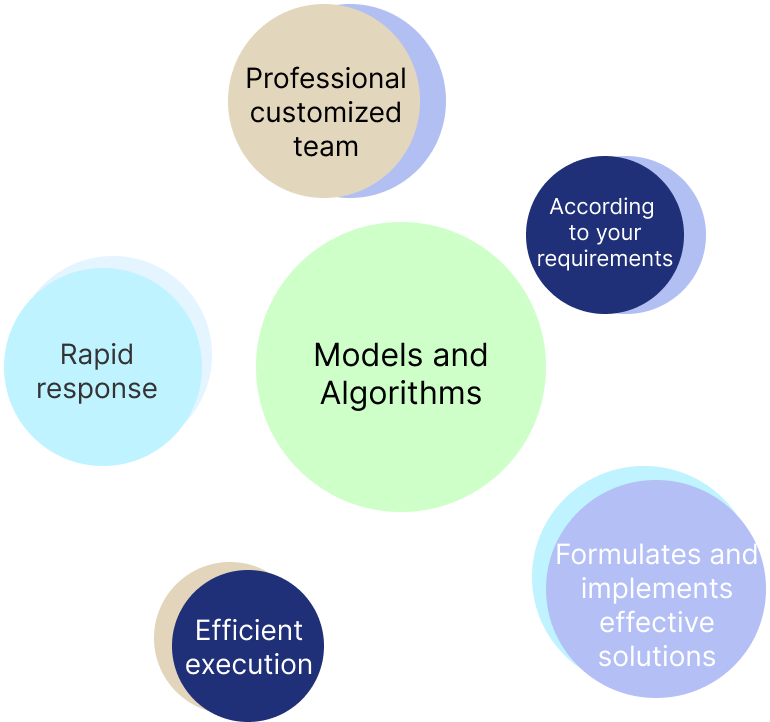 Professional
customized
team
According
to your
requirements
Rapid
response
Models and
Algorithms
Formulates and
implements
effective
solutions
Efficient
execution